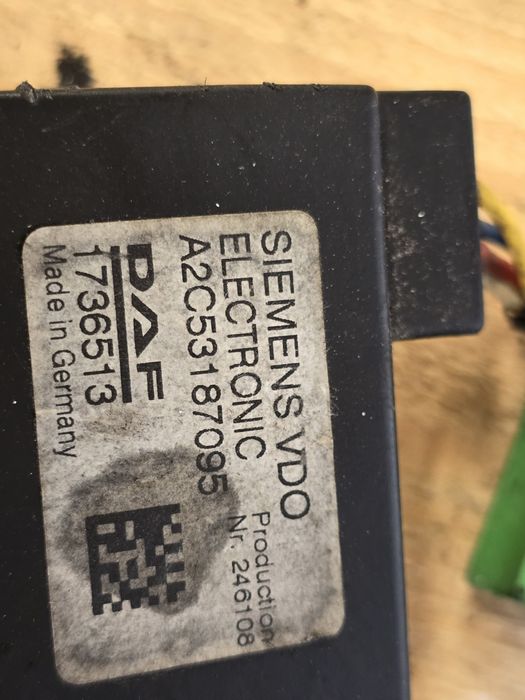 SIEMENS VDO
ELECTRONIC
A2C53187095
Production
Nr. 246108
DAF
1736513
Made in Germany